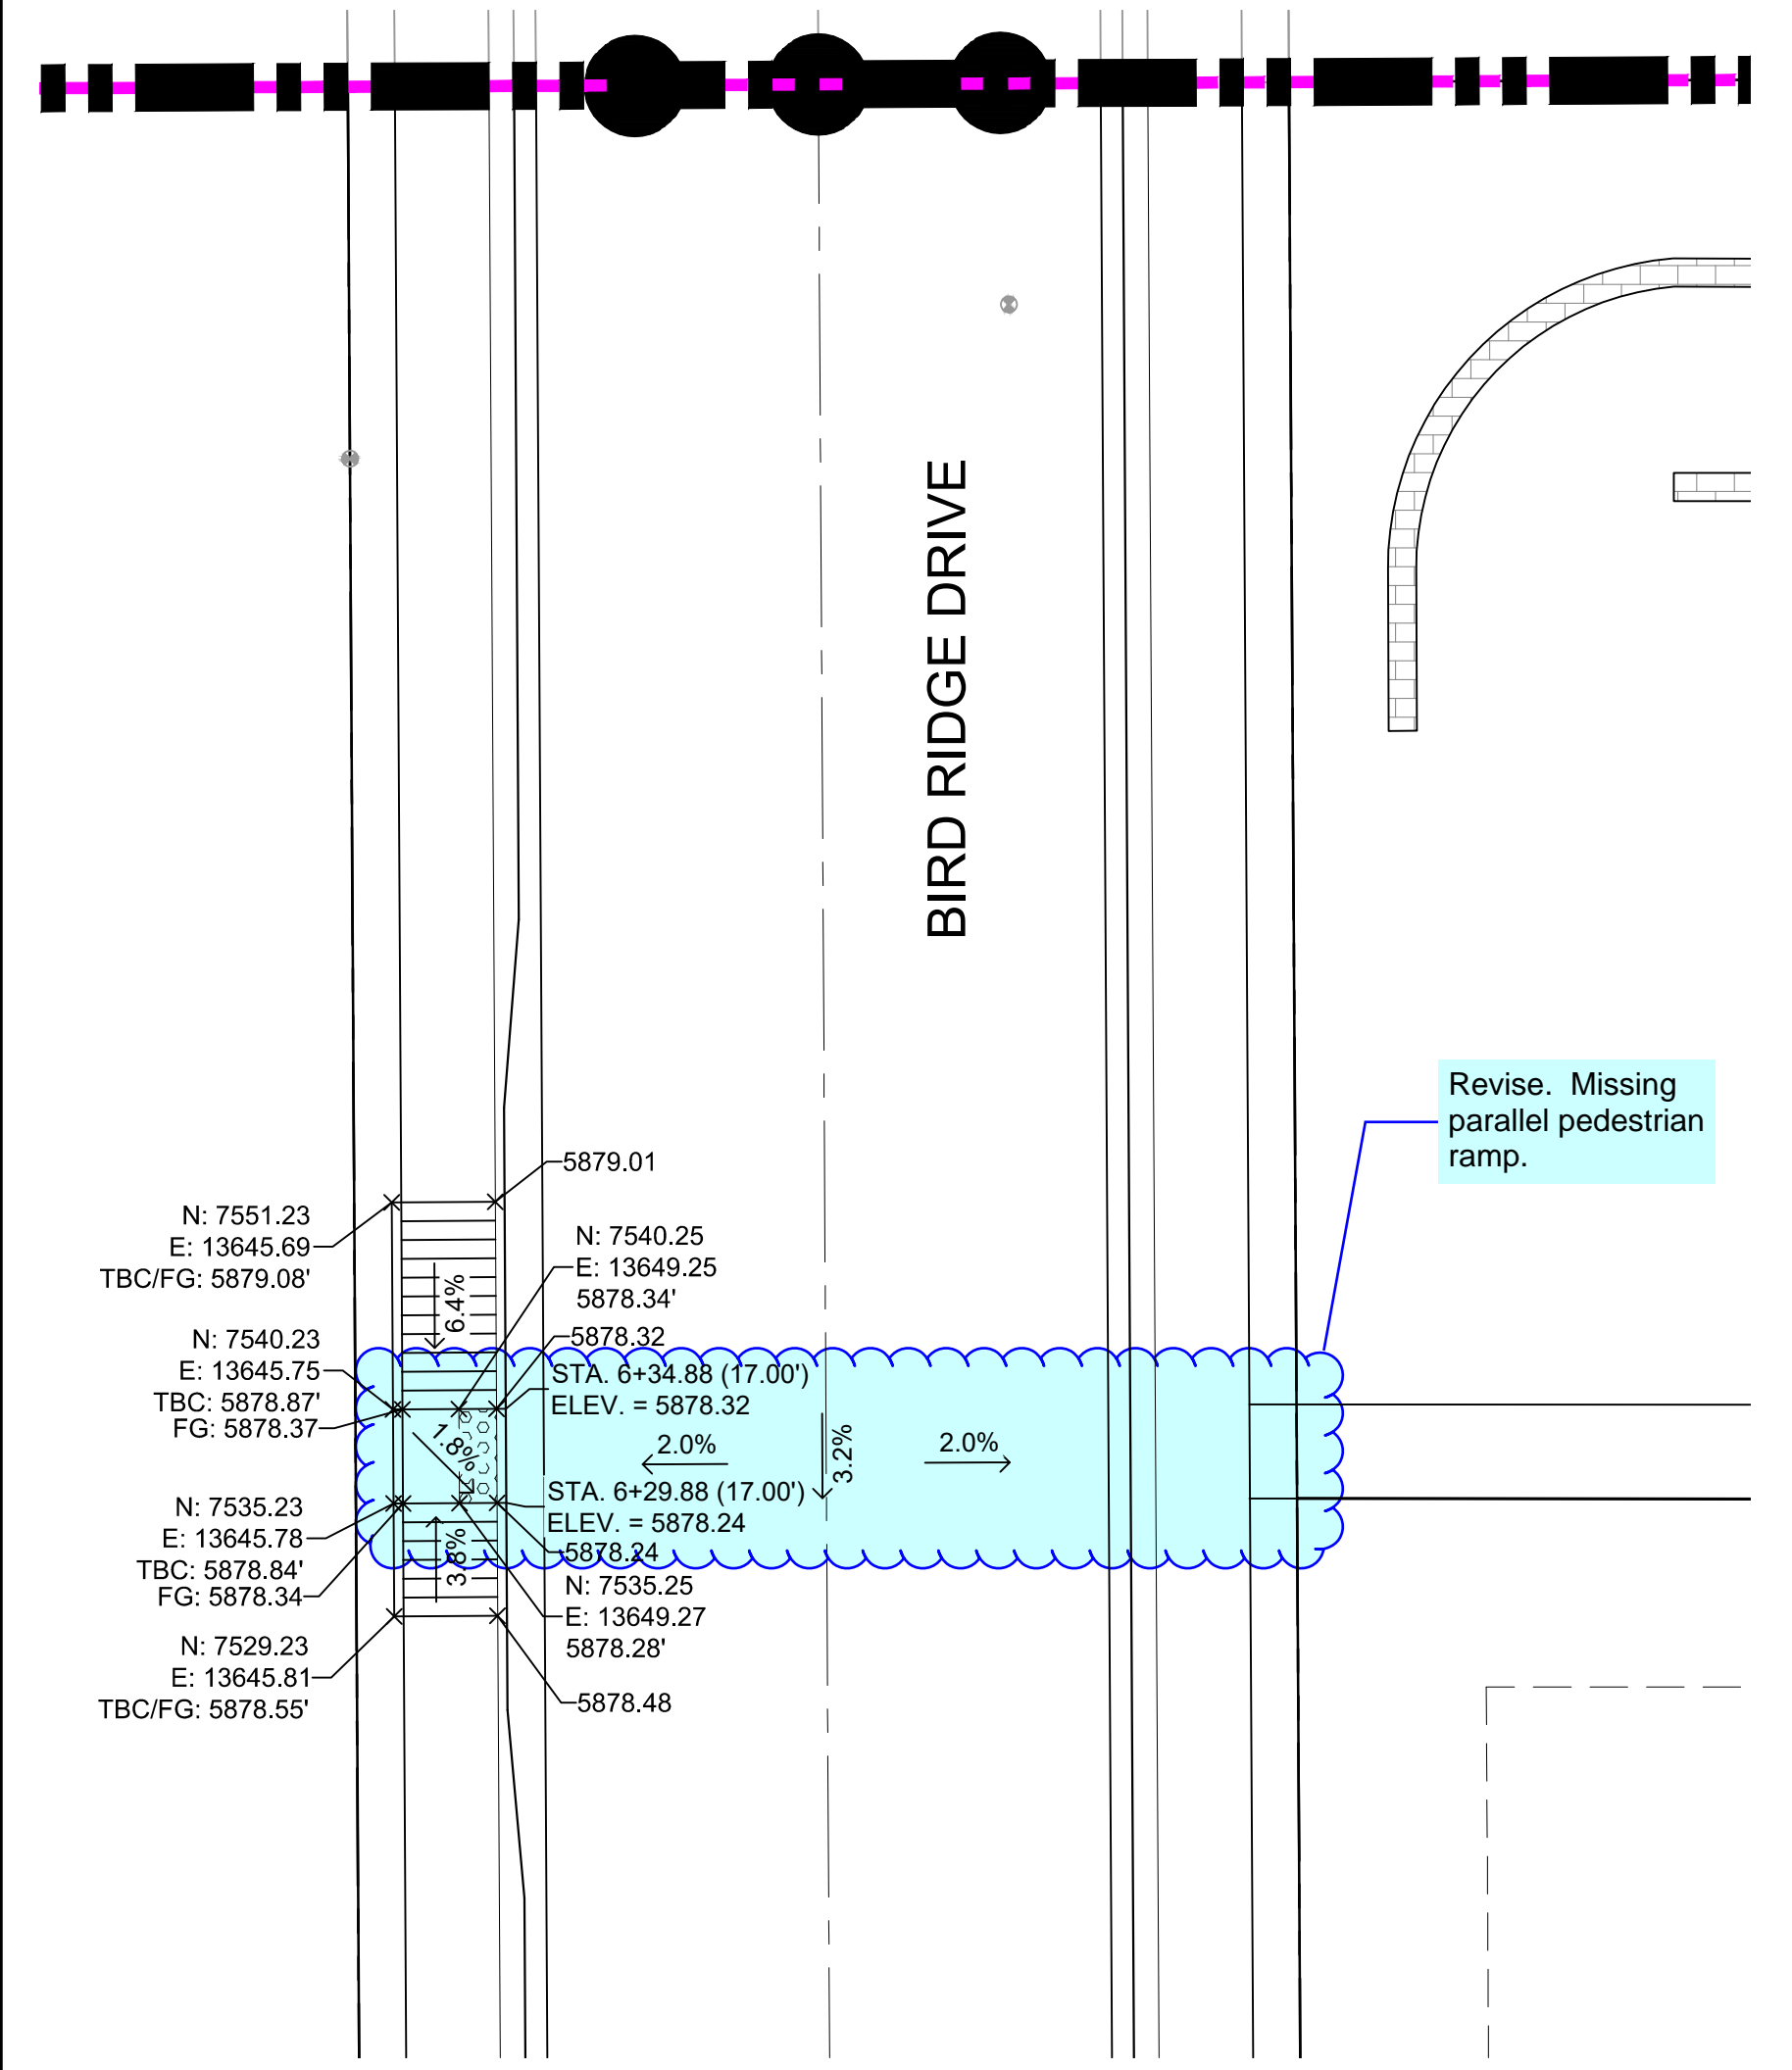 BIRD RIDGE DRIVE
Revise. Missing
parallel pedestrian
ramp.
5879.01
N: 7551.23
E: 13645.69
TBC/FG: 5879.08'
6.4%
N: 7540.25
E: 13649.25
5878.34'
N: 7540.23
E: 13645.75
TBC: 5878.87'
FG: 5878.37
5878.32
STA. 6+34.88 (17.00')
ELEV. = 5878.32
1.8%
2.0%
3.2%
2.0%
STA. 6+29.88 (17.00')
ELEV. = 5878.24
5878.24
N: 7535.23
E: 13645.78
TBC: 5878.84'
FG: 5878.34
3.8%
N: 7535.25
E: 13649.27
5878.28'
N: 7529.23
E: 13645.81
TBC/FG: 5878.55'
5878.48